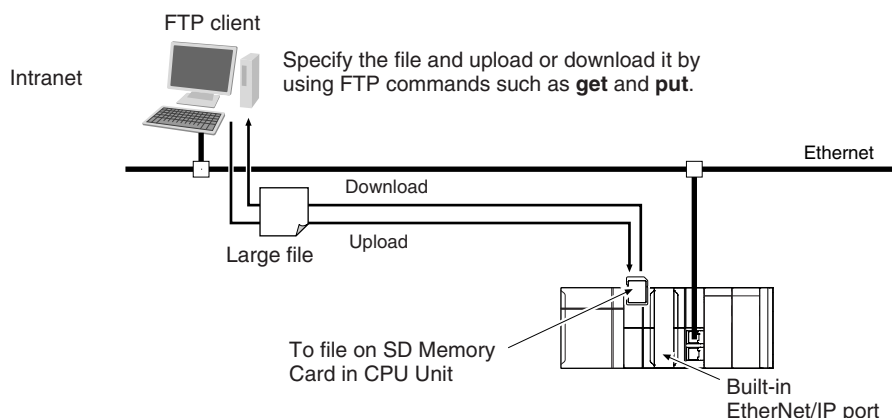 FTP client
Specify the file and upload or download it by
using FTP commands such as get and put.
Intranet
Ethernet
Download
Upload
Large file
To file on SD Memory
Card in CPU Unit
Built-in
EtherNet/IP port